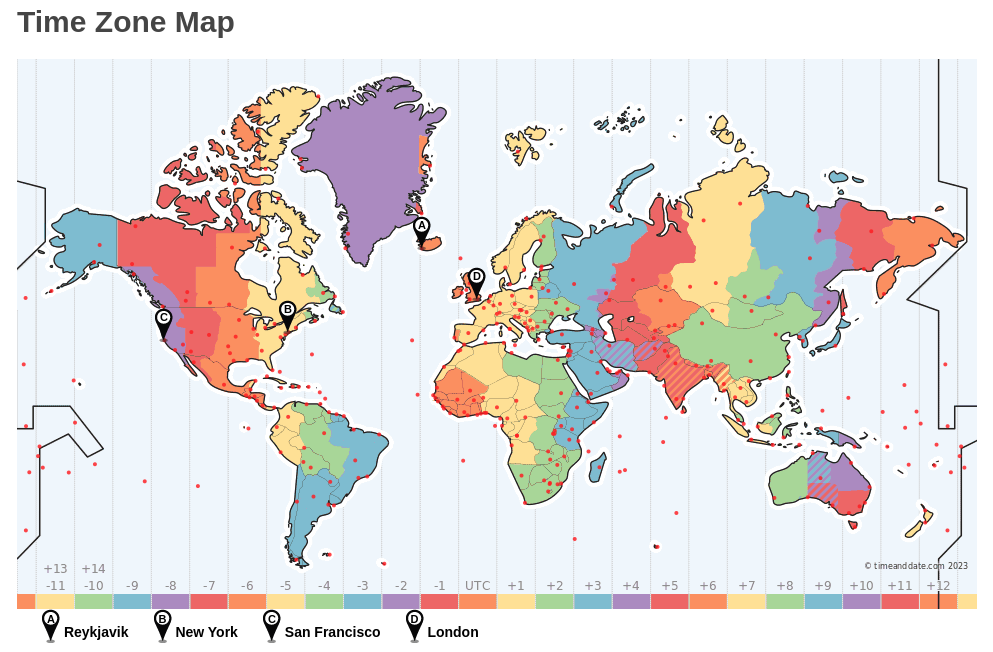 Time Zone Map
A
D
B
C
© timeanddate.com 2023
+13 +14
-11 -10 -9 -8 -7 -6 -5 -4 -3 -2 -1 UTC +1 +2 +3 +4 +5 +6 +7 +8 +9 +10 +11 +12
A Reykjavik B New York C San Francisco D London